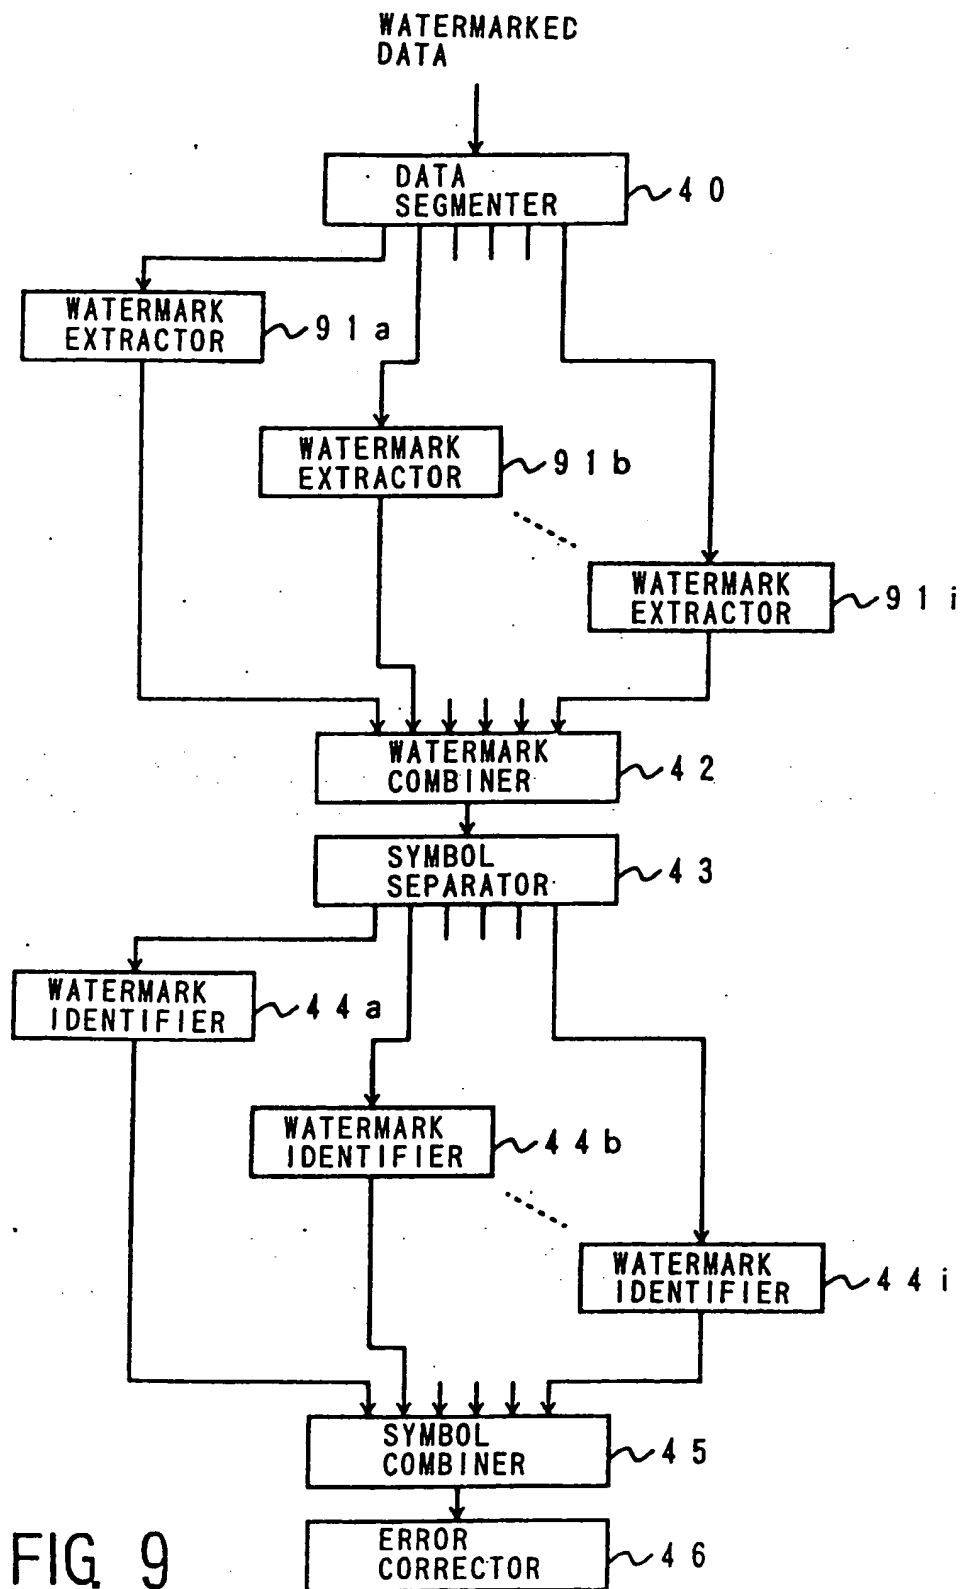 WATERMARKED
DATA
DATA
SEGMENTER
40
WATERMARK
EXTRACTOR
91a
WATERMARK
EXTRACTOR
91b
WATERMARK
EXTRACTOR
91i
WATERMARK
COMBINER
42
SYMBOL
SEPARATOR
43
WATERMARK
IDENTIFIER
44a
WATERMARK
IDENTIFIER
44b
WATERMARK
IDENTIFIER
44i
SYMBOL
COMBINER
45
ERROR
CORRECTOR
46
FIG. 9